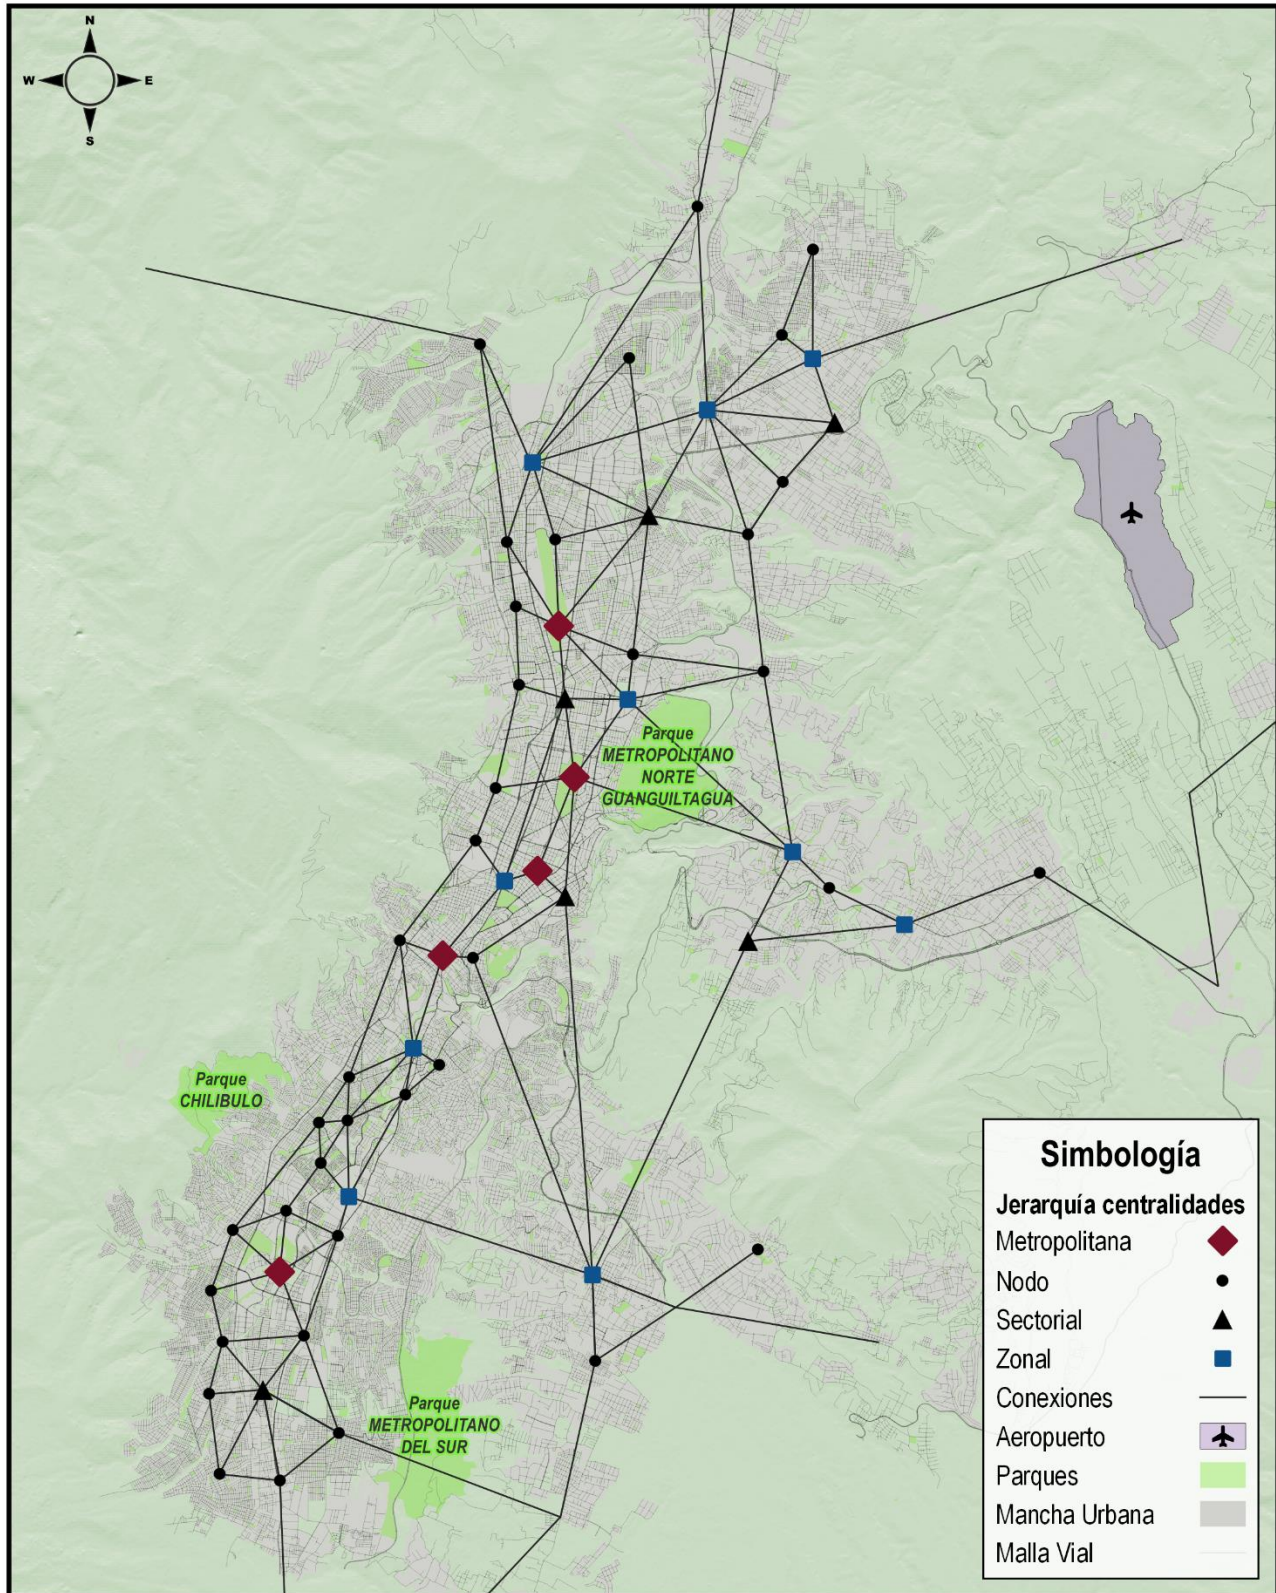 N
W E
S
Parque
METROPOLITANO
NORTE
GUANGUILTAGUA
Parque
CHILIBULO
Parque
METROPOLITANO
DEL SUR
Simbología
Jerarquía centralidades
Metropolitana
Nodo
Sectorial
Zonal
Conexiones
Aeropuerto
Parques
Mancha Urbana
Malla Vial